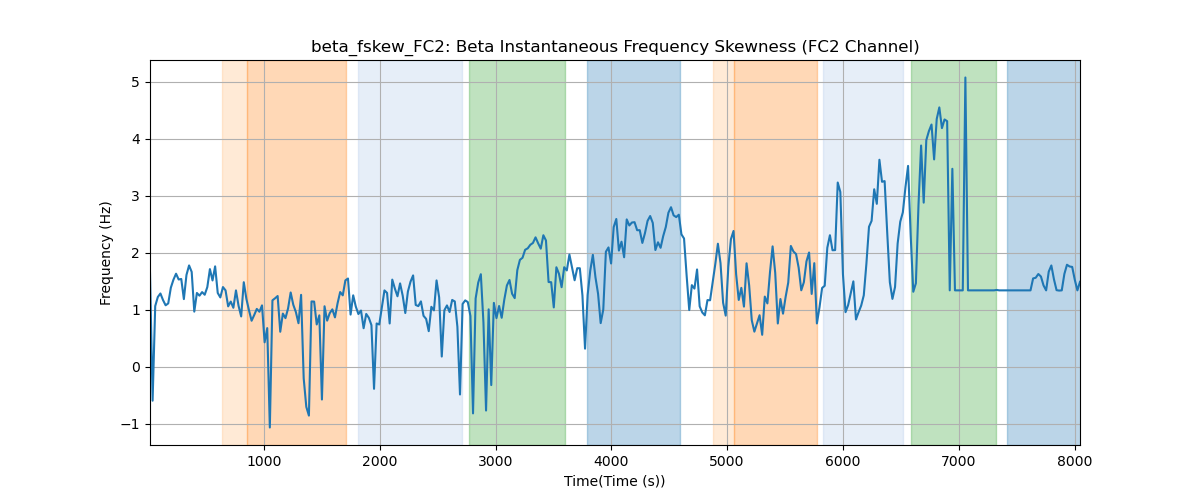 beta_fskew_FC2: Beta Instantaneous Frequency Skewness (FC2 Channel)
5
4
3
2
1
0
−1
Frequency (Hz)
1000 2000 3000 4000 5000 6000 7000 8000
Time(Time (s))